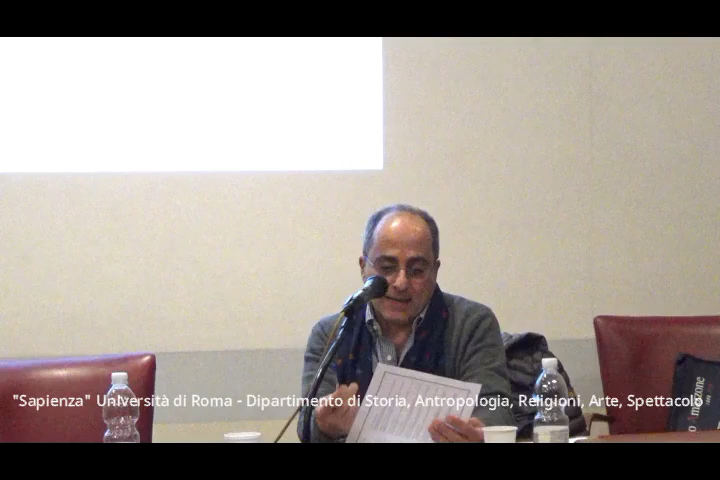 "Sapienza" Università di Roma - Dipartimento di Storia, Antropologia, Religioni, Arte, Spettacolo